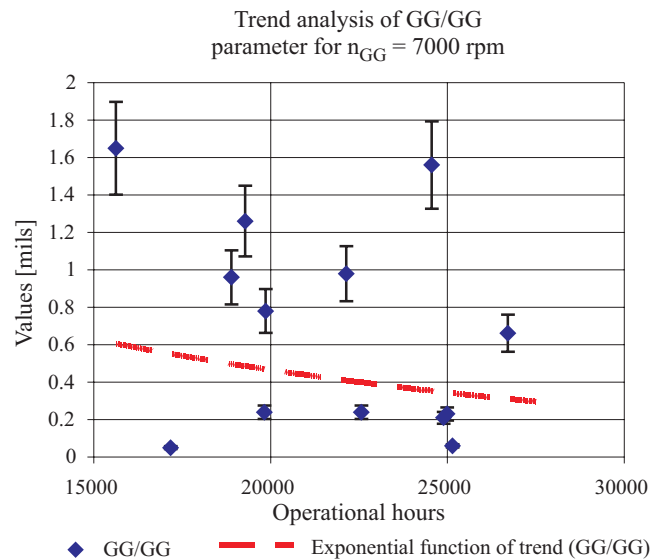 Trend analysis of GG/GG
parameter for nGG = 7000 rpm
2
1.8
1.6
1.4
1.2
1
0.8
0.6
0.4
0.2
0
Values [mils]
15000 20000 25000 30000
Operational hours
GG/GG Exponential function of trend (GG/GG)